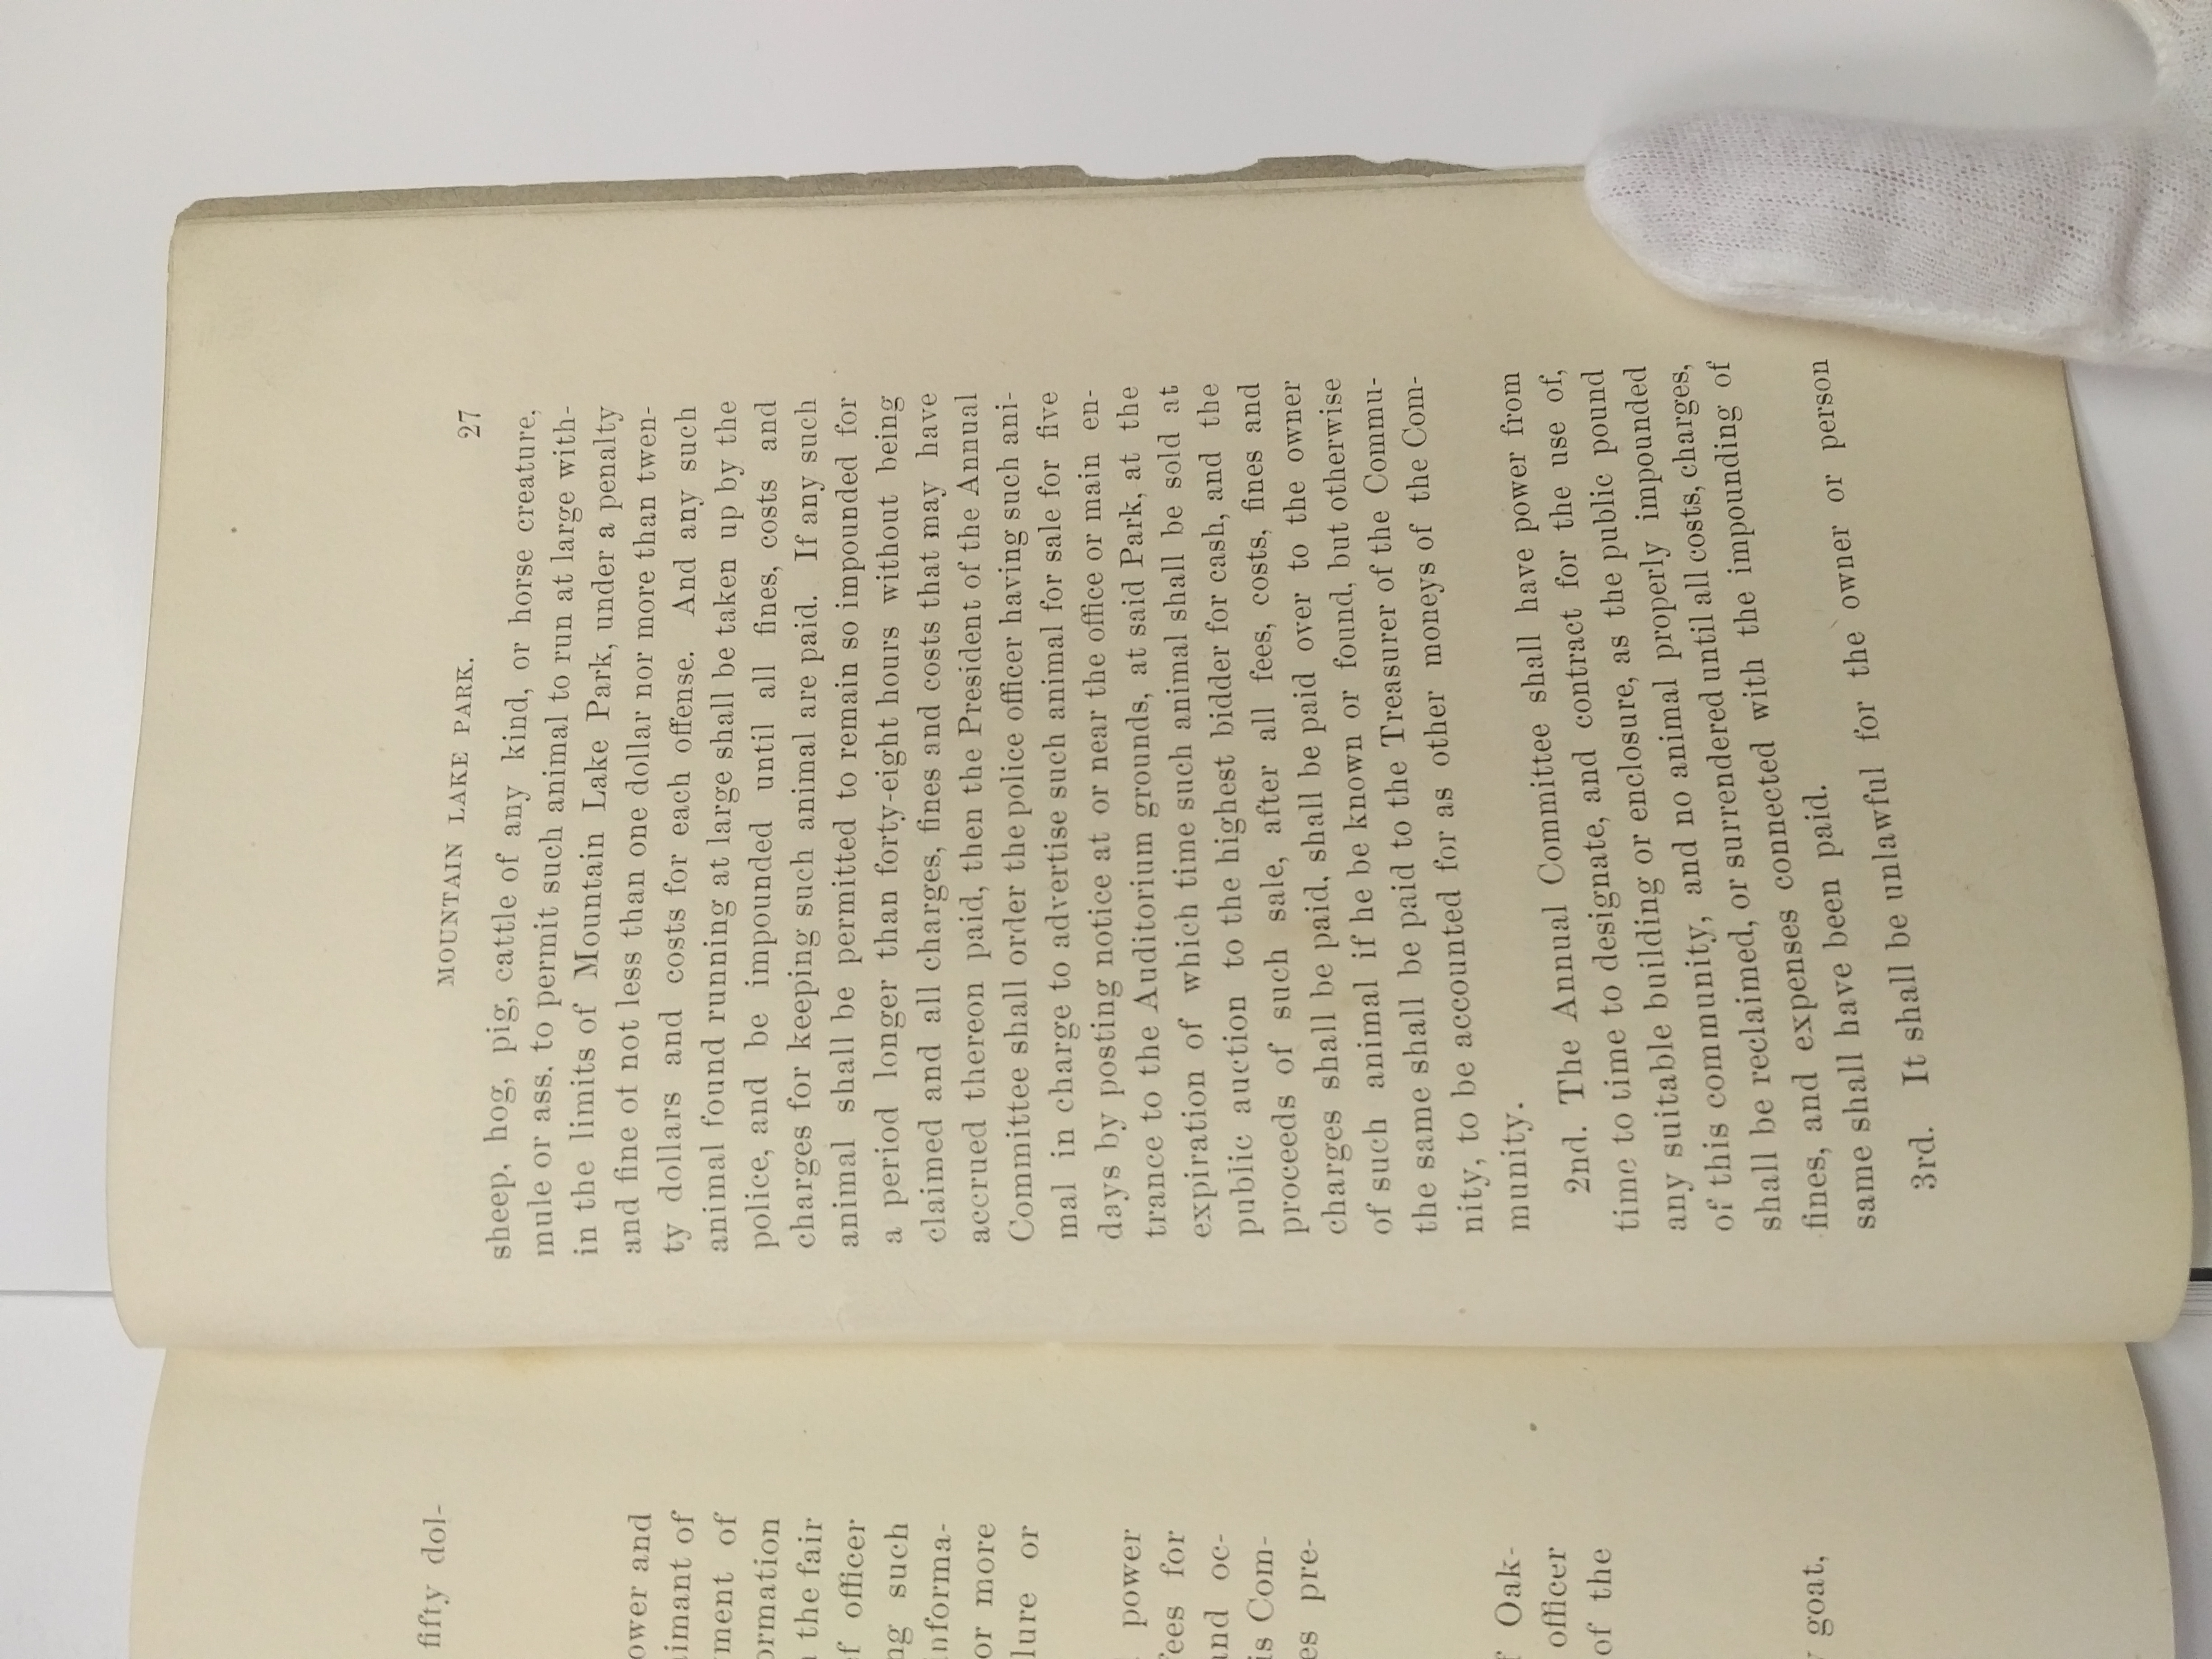 fifty dol-
ower and
imant of
ment of
ormation
the fair
f officer
ng such
informa-
or more
lure or
power
fees for
and oc-
is Com-
es pre-
f Oak-
officer
of the
goat,
MOUNTAIN LAKE PARK. 27
sheep, hog, pig, cattle of any kind, or horse creature,
mule or ass, to permit such animal to run at large with-
in the limits of Mountain Lake Park, under a penalty
and fine of not less than one dollar nor more than twen-
ty dollars and costs for each offense. And any such
animal found running at large shall be taken up by the
police, and be impounded until all fines, costs and
charges for keeping such animal are paid. If any such
animal shall be permitted to remain so impounded for
a period longer than forty-eight hours without being
claimed and all charges, fines and costs that may have
accrued thereon paid, then the President of the Annual
Committee shall order the police officer having such ani-
mal in charge to advertise such animal for sale for five
days by posting notice at or near the office or main en-
trance to the Auditorium grounds, at said Park, at the
expiration of which time such animal shall be sold at
public auction to the highest bidder for cash, and the
proceeds of such sale, after all fees, costs, fines and
charges shall be paid, shall be paid over to the owner
of such animal if he be known or found, but otherwise
the same shall be paid to the Treasurer of the Commu-
nity, to be accounted for as other moneys of the Com-
munity.
2nd. The Annual Committee shall have power from
time to time to designate, and contract for the use of,
any suitable building or enclosure, as the public pound
of this community, and no animal properly impounded
shall be reclaimed, or surrendered until all costs, charges,
fines, and expenses connected with the impounding of
same shall have been paid.
3rd. It shall be unlawful for the owner or person